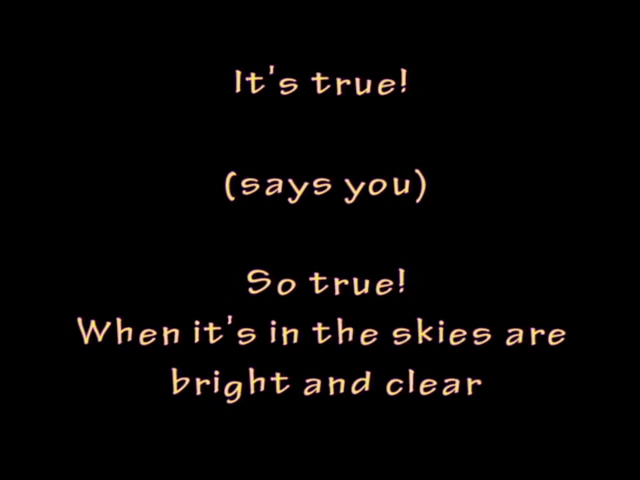 It's true!
(says you)
So true!
When it's in the skies are
bright and clear